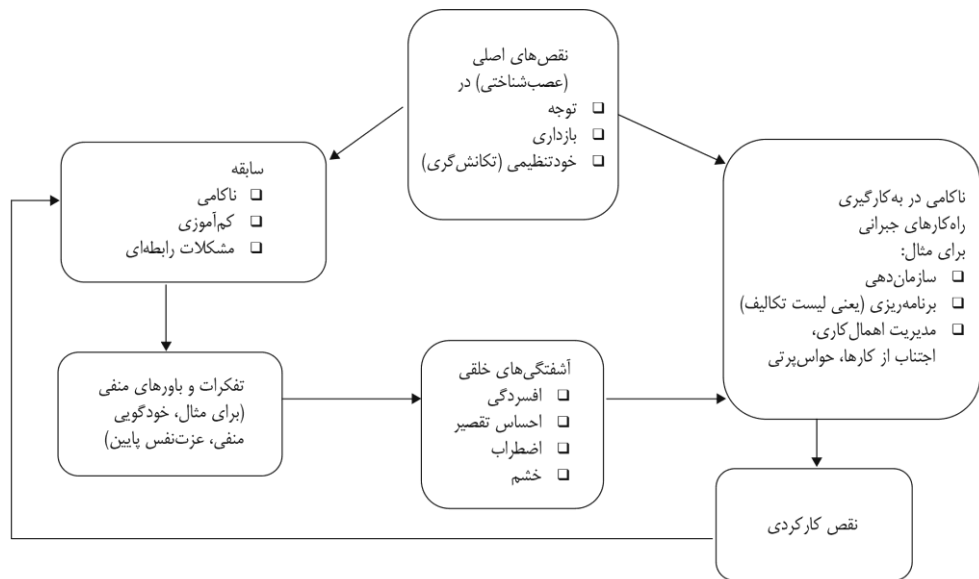 نقص‌های اصلی
(عصب‌شناختی) در
❑ توجه
❑ بازداری
❑ خودتنظیمی (تکانش‌گری)
سابقه
❑ ناکامی
❑ کم‌آموزی
❑ مشکلات رابطه‌ای
ناکامی در به‌کارگیری
راه‌کارهای جبرانی
برای مثال:
❑ سازمان‌دهی
❑ برنامه‌ریزی (یعنی لیست تکالیف)
❑ مدیریت اهمال‌کاری،
اجتناب از کارها، حواس‌پرتی
تفکرات و باورهای منفی
(برای مثال، خودگویی
منفی، عزت‌نفس پایین)
آشفتگی‌های خلقی
❑ افسردگی
❑ احساس تقصیر
❑ اضطراب
❑ خشم
نقص کارکردی